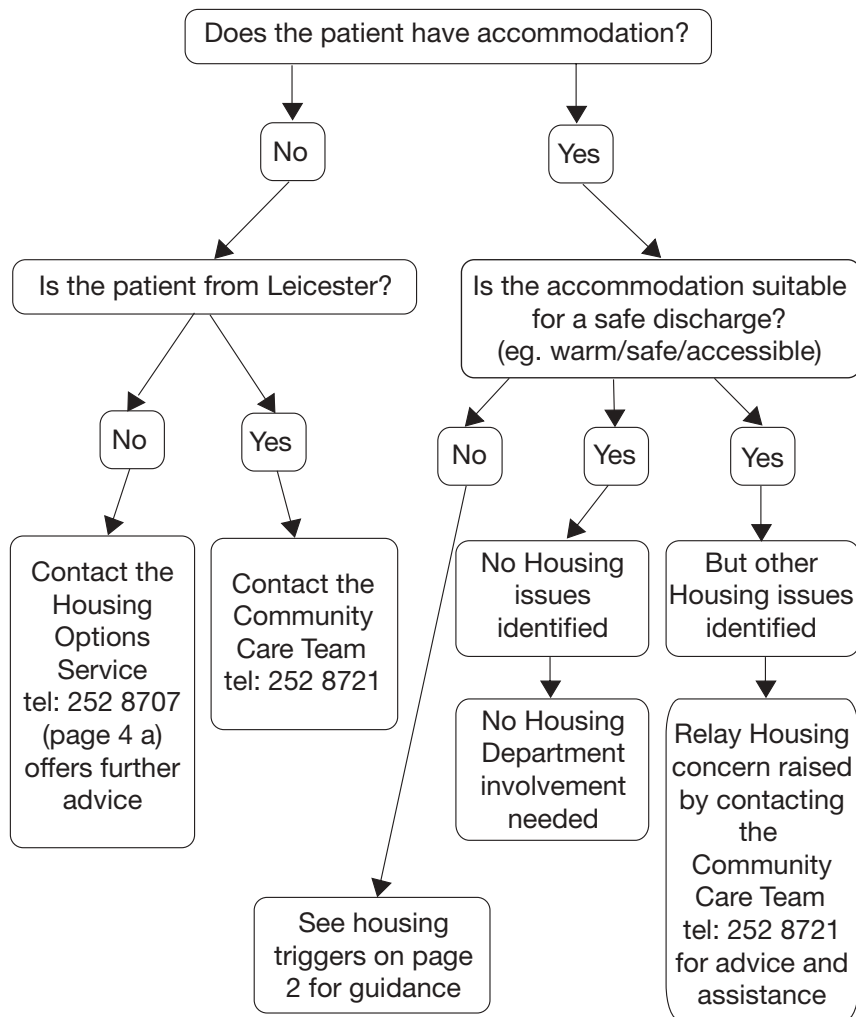 Does the patient have accommodation?
No
Yes
Is the patient from Leicester?
Is the accommodation suitable
for a safe discharge?
(eg. warm/safe/accessible)
No
Yes
No
Yes
Yes
Contact the
Housing
Options
Service
tel: 252 8707
(page 4 a)
offers further
advice
Contact the
Community
Care Team
tel: 252 8721
No Housing
issues
identified
But other
Housing issues
identified
No Housing
Department
involvement
needed
Relay Housing
concern raised
by contacting
the
Community
Care Team
tel: 252 8721
for advice and
assistance
See housing
triggers on page
2 for guidance